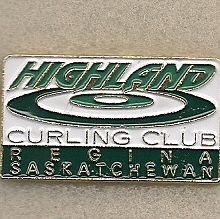 HIGHLAND
CURLING CLUB
REGINA
SASKATCHEWAN